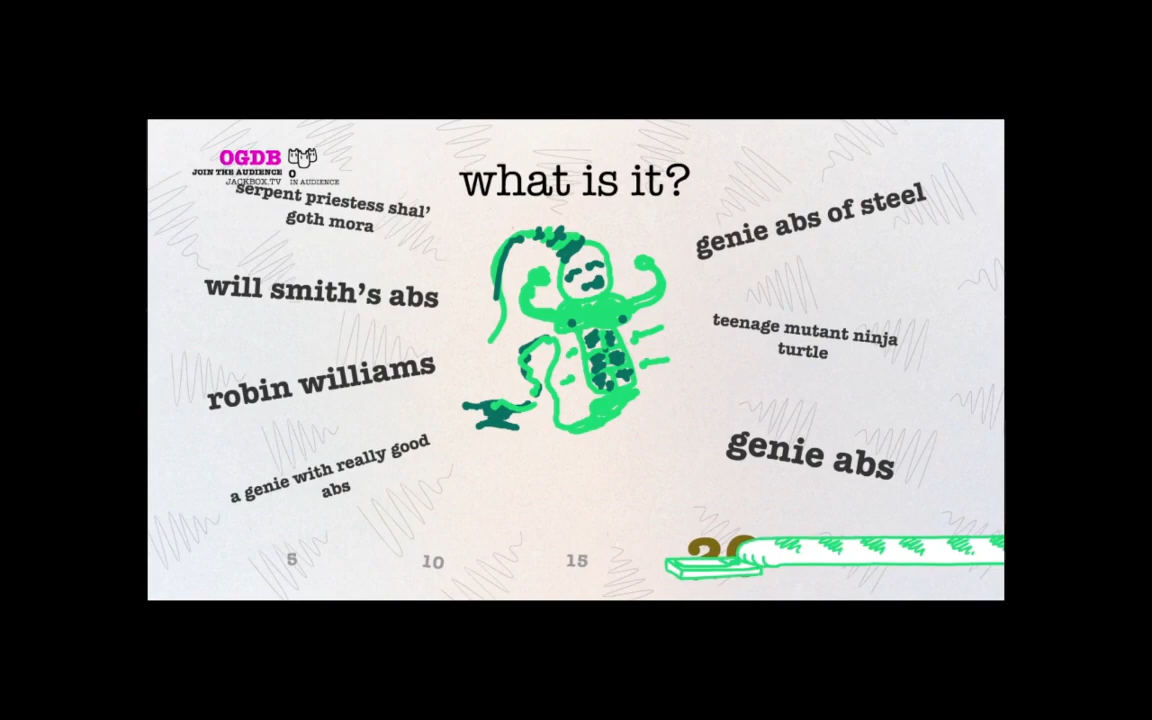 OGDB
JOIN THE AUDIENCE
JACKBOX.TV
0
IN AUDIENCE
what is it?
serpent priestess shal'
goth mora
will smith's abs
robin williams
a genie with really good
abs
genie abs of steel
teenage mutant ninja
turtle
genie abs
5
10
15